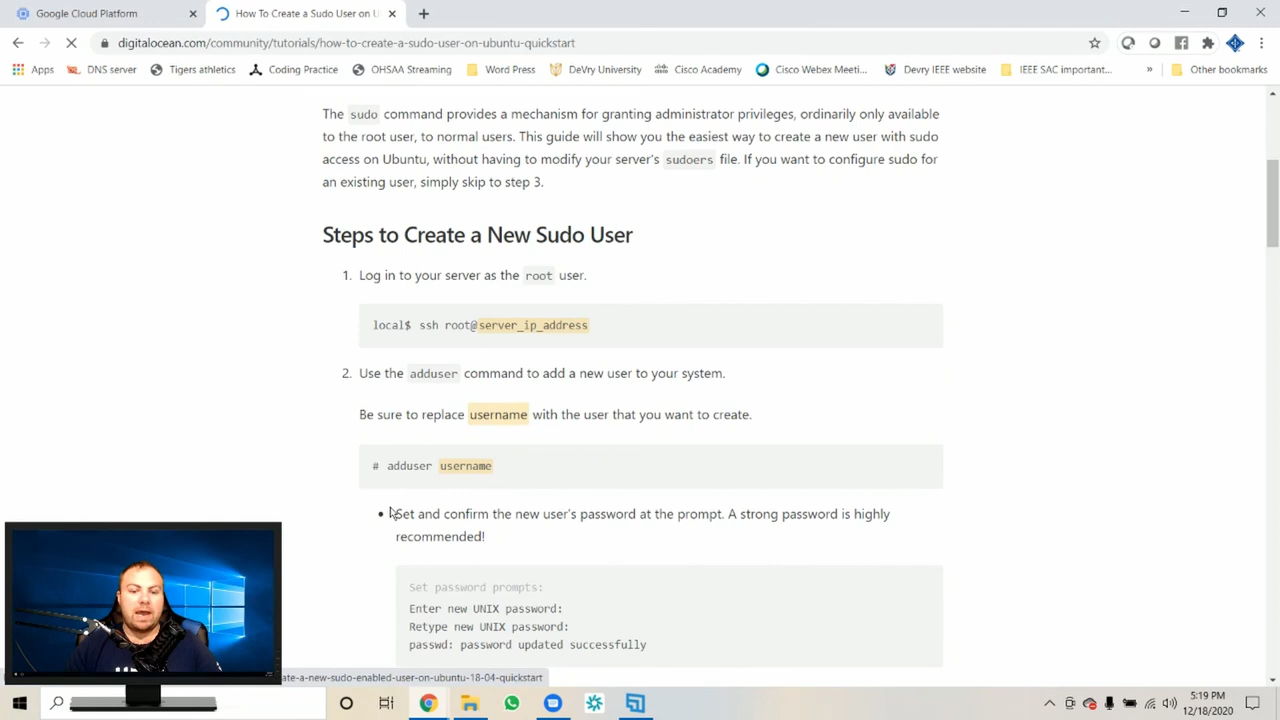 Google Cloud Platform
How To Create a Sudo User on U
digitalocean.com/community/tutorials/how-to-create-a-sudo-user-on-ubuntu-quickstart
Apps DNS server Tigers athletics Coding Practice OHSAA Streaming Word Press DeVry University Cisco Academy Cisco Webex Meeti... Devry IEEE website IEEE SAC important... » Other bookmarks
The sudo command provides a mechanism for granting administrator privileges, ordinarily only available
to the root user, to normal users. This guide will show you the easiest way to create a new user with sudo
access on Ubuntu, without having to modify your server's sudoers file. If you want to configure sudo for
an existing user, simply skip to step 3.
Steps to Create a New Sudo User
1. Log in to your server as the root user.
local$ ssh root@server_ip_address
2. Use the adduser command to add a new user to your system.
Be sure to replace username with the user that you want to create.
# adduser username
• Set and confirm the new user's password at the prompt. A strong password is highly
recommended!
Set password prompts:
Enter new UNIX password:
Retype new UNIX password:
passwd: password updated successfully
ate-a-new-sudo-enabled-user-on-ubuntu-18-04-quickstart
5:19 PM
12/18/2020